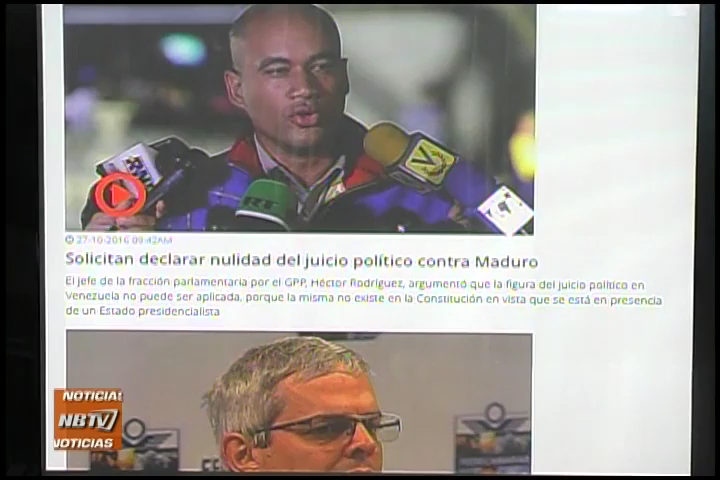 RT
V
27-10-2016 09:42AM
Solicitan declarar nulidad del juicio político contra Maduro
El jefe de la fracción parlamentaria por el GPP, Héctor Rodríguez, argumentó que la figura del juicio político en
Venezuela no puede ser aplicada, porque la misma no existe en la Constitución en vista que se está en presencia
de un Estado presidencialista
NOTICIAS
NBTV
NOTICIAS